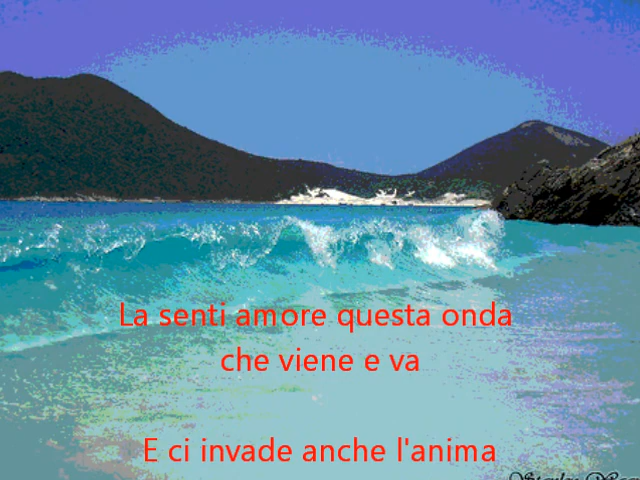 La senti amore questa onda
che viene e va
E ci invade anche l'anima